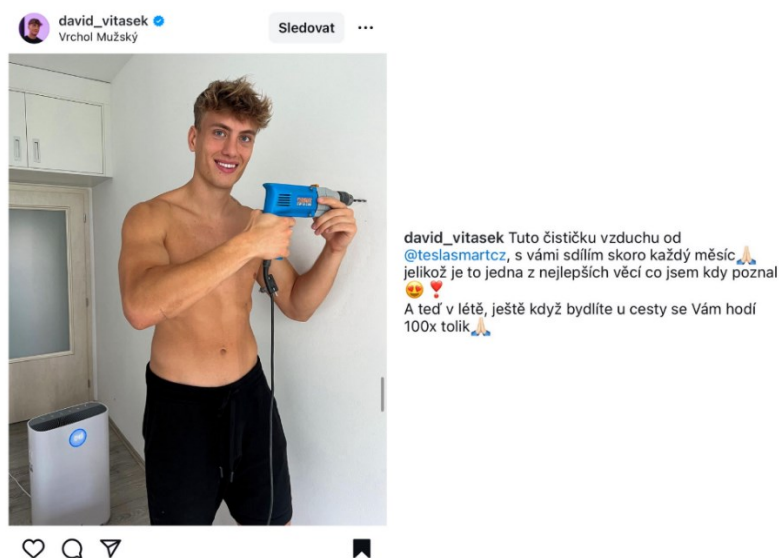 david_vitasek
Vrchol Mužský
Sledovat
david_vitasek Tuto čističku vzduchu od
@teslasmartcz, s vámi sdílím skoro každý měsíc🙏🏻
jelikož je to jedna z nejlepších věcí co jsem kdy poznal
😍❣️
A teď v létě, ještě když bydlíte u cesty se Vám hodí
100x tolik🙏🏻